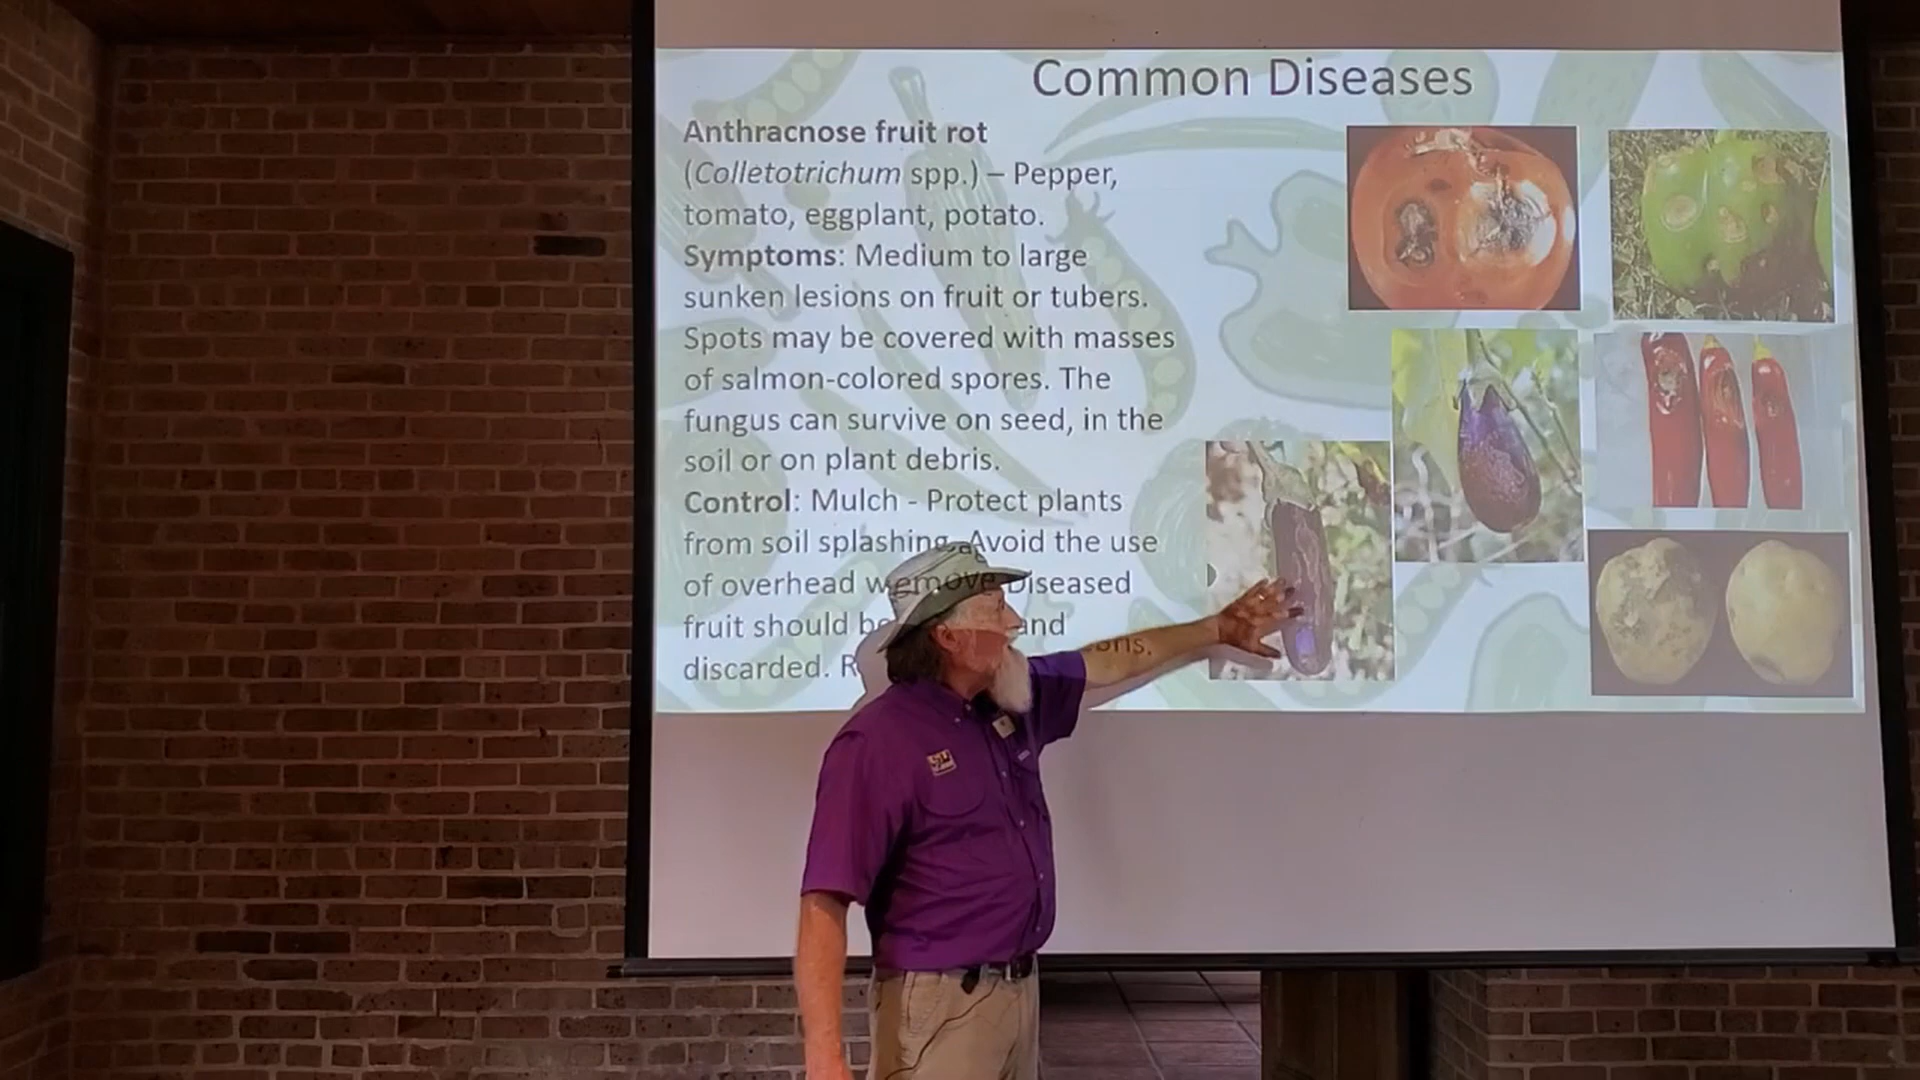 Common Diseases
Anthracnose fruit rot
(Colletotrichum spp.) – Pepper,
tomato, eggplant, potato.
Symptoms: Medium to large
sunken lesions on fruit or tubers.
Spots may be covered with masses
of salmon-colored spores. The
fungus can survive on seed, in the
soil or on plant debris.
Control: Mulch - Protect plants
from soil splashing. Avoid the use
of overhead Diseased
fruit should and
discarded.